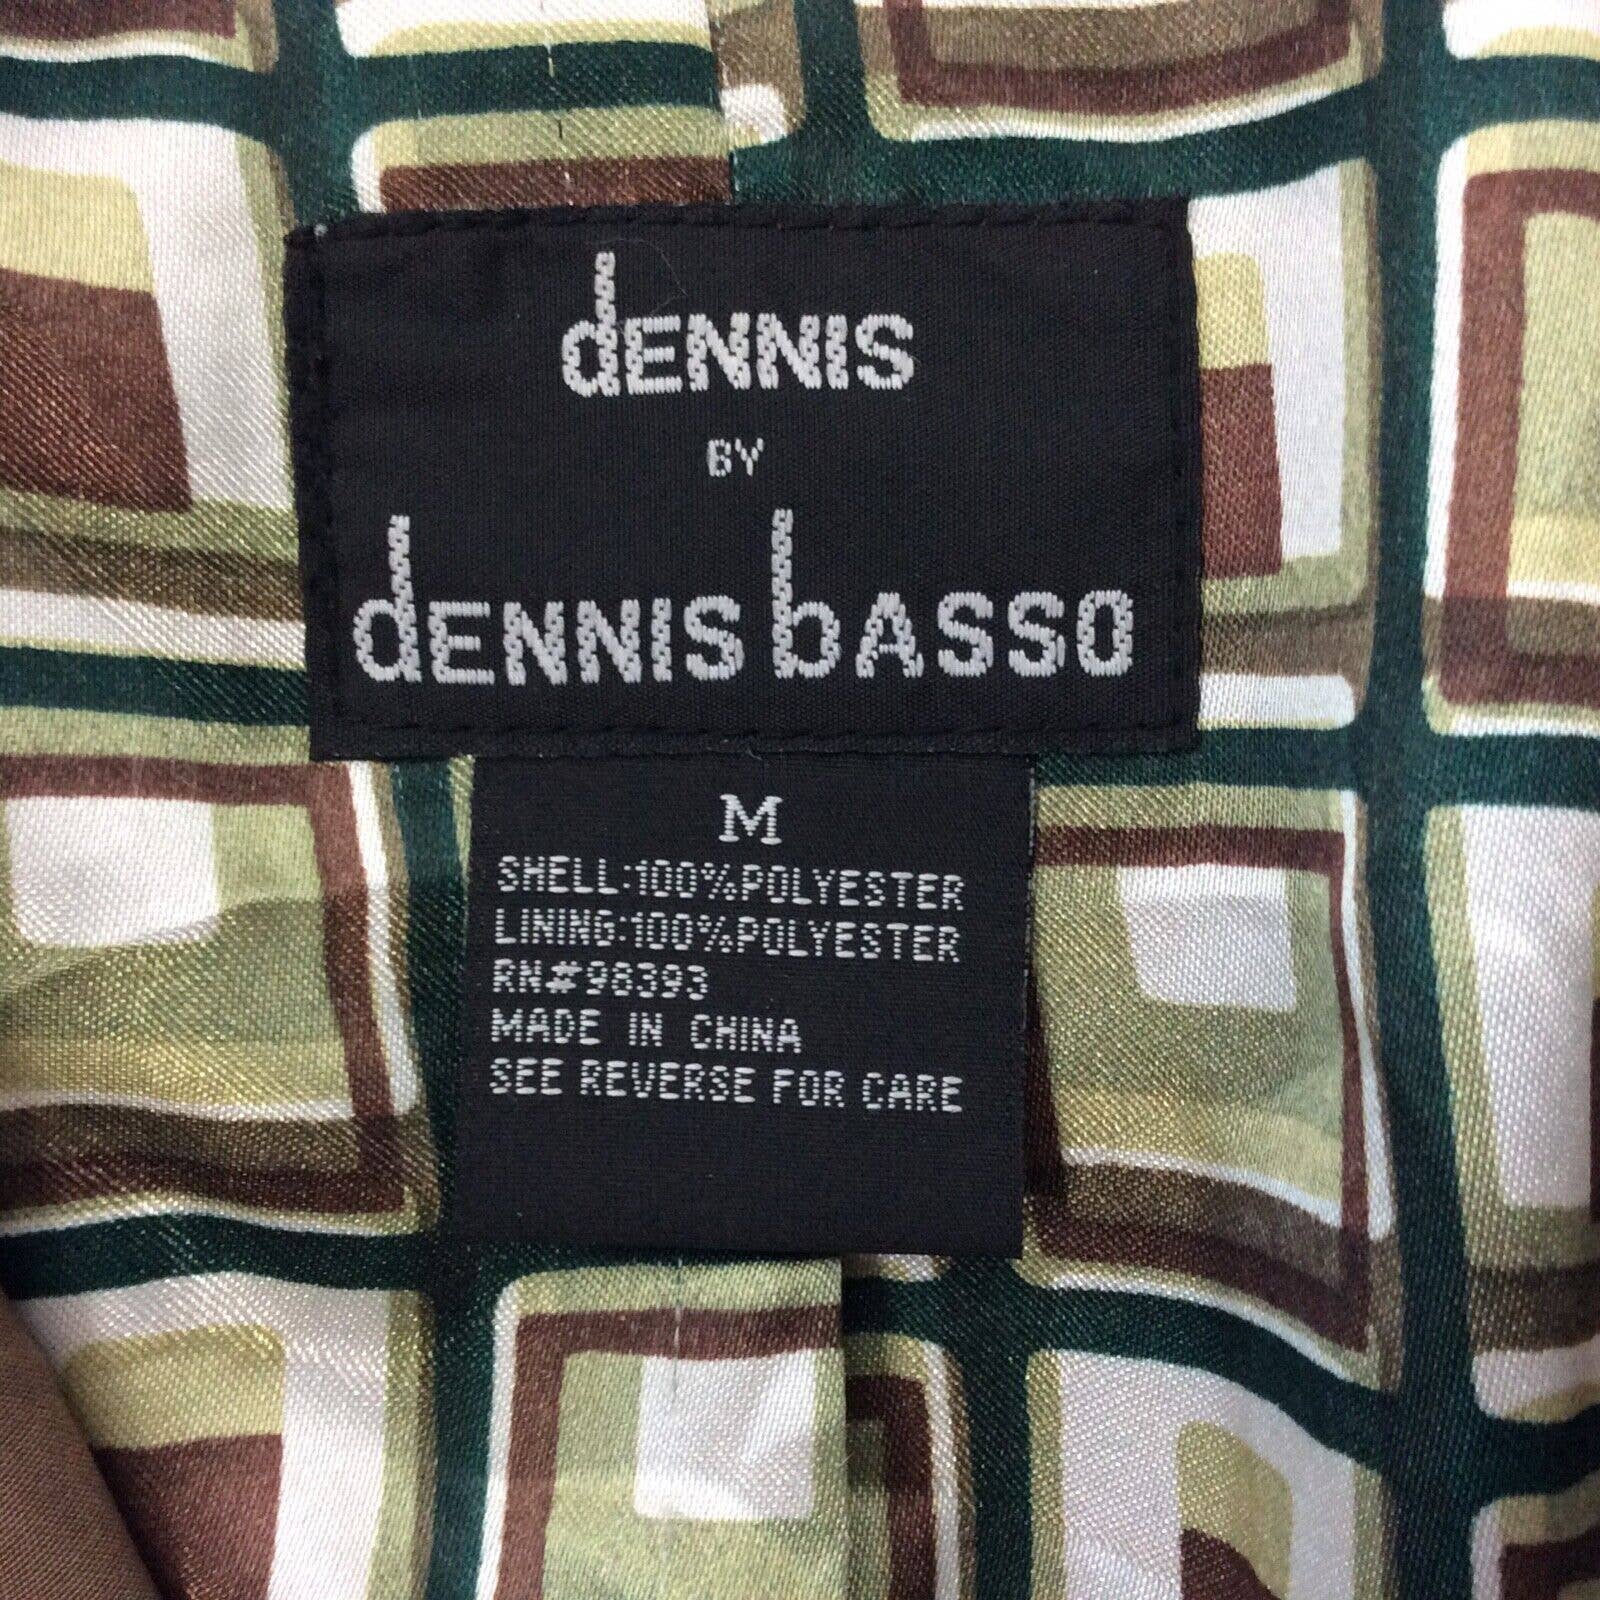 dENNIS
BY
dENNIS bASSO
M
SHELL:100%POLYESTER
LINING:100%POLYESTER
RN#98393
MADE IN CHINA
SEE REVERSE FOR CARE